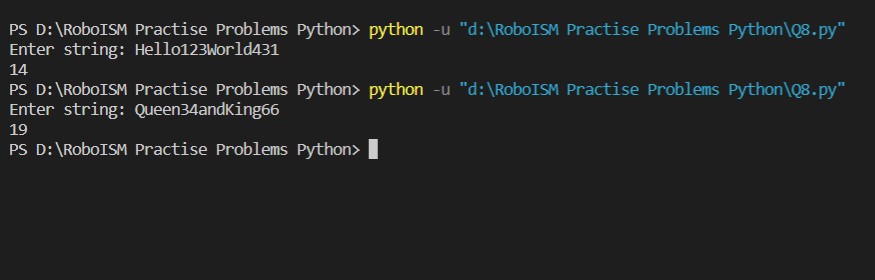 PS D:\RoboISM Practise Problems Python> python -u "d:\RoboISM Practise Problems Python\Q8.py"
Enter string: Hello123World431
14
PS D:\RoboISM Practise Problems Python> python -u "d:\RoboISM Practise Problems Python\Q8.py"
Enter string: Queen34andKing66
19
PS D:\RoboISM Practise Problems Python>